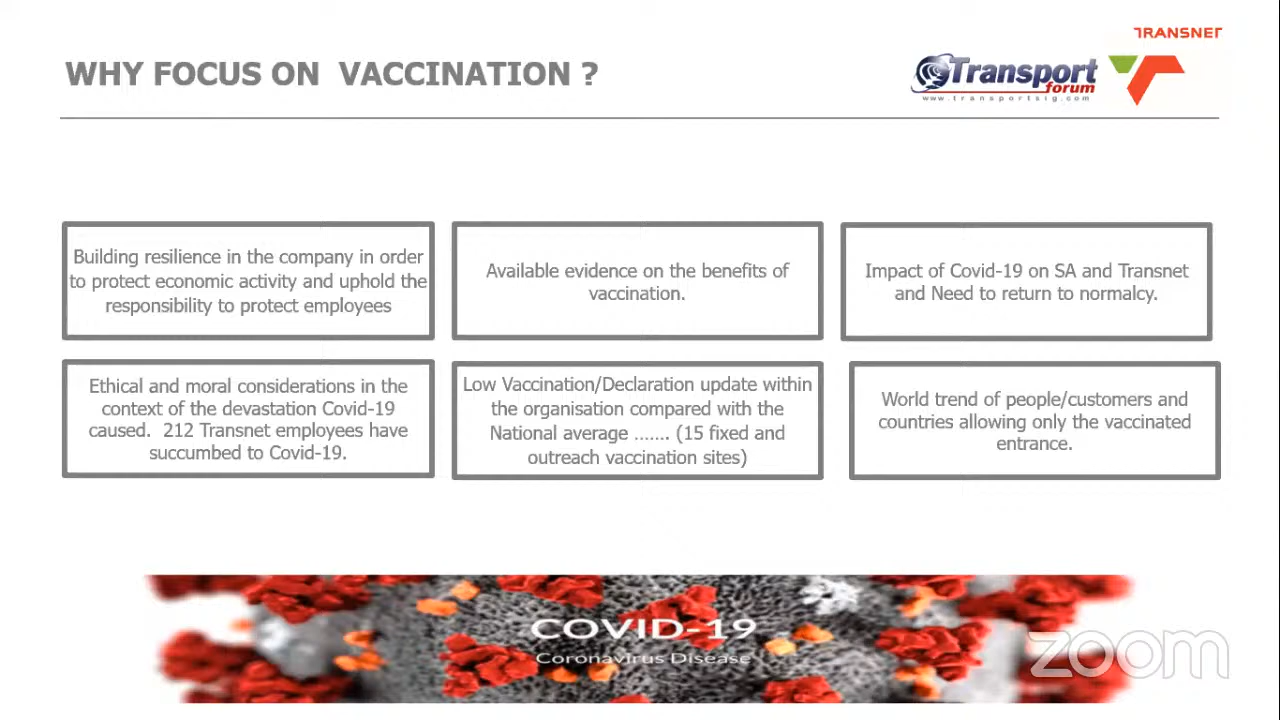 TRANSNET
WHY FOCUS ON VACCINATION ?
Transport
forum
www.transportsig.com
Building resilience in the company in order
to protect economic activity and uphold the
responsibility to protect employees
Available evidence on the benefits of
vaccination.
Impact of Covid-19 on SA and Transnet
and Need to return to normalcy.
Ethical and moral considerations in the
context of the devastation Covid-19
caused. 212 Transnet employees have
succumbed to Covid-19.
Low Vaccination/Declaration update within
the organisation compared with the
National average ……. (15 fixed and
outreach vaccination sites)
World trend of people/customers and
countries allowing only the vaccinated
entrance.
COVID-19
Coronavirus Disease
zoom